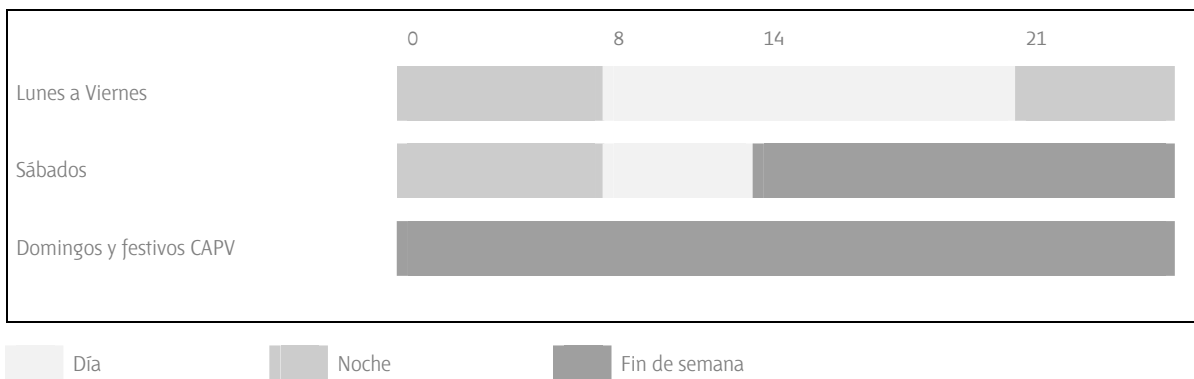 0 8 14 21
Lunes a Viernes
Sábados
Domingos y festivos CAPV
Día Noche Fin de semana